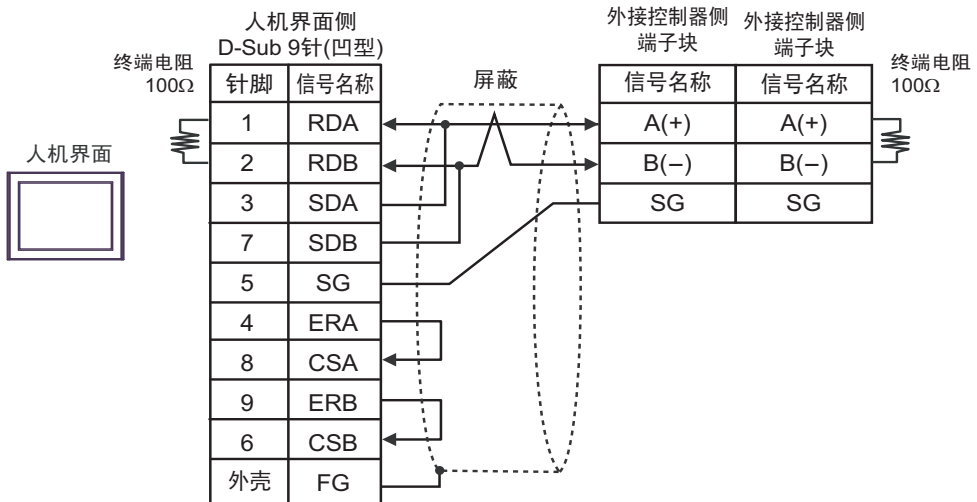 人机界面侧
D-Sub 9针(凹型)
外接控制器侧
端子块
外接控制器侧
端子块
终端电阻
100Ω
终端电阻
100Ω
屏蔽
人机界面
针脚 信号名称
1 RDA
2 RDB
3 SDA
7 SDB
5 SG
4 ERA
8 CSA
9 ERB
6 CSB
外壳 FG
信号名称 信号名称
A(+) A(+)
B(–) B(–)
SG SG